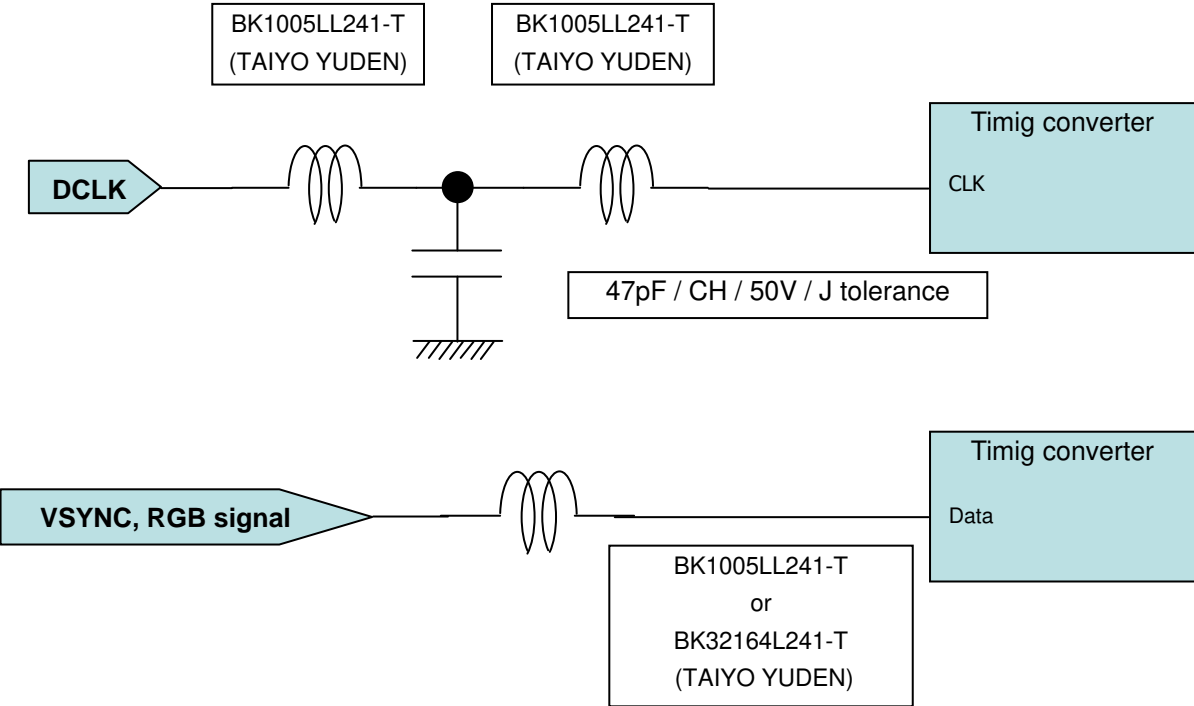 BK1005LL241-T
(TAIYO YUDEN)
BK1005LL241-T
(TAIYO YUDEN)
Timig converter
DCLK
CLK
47pF / CH / 50V / J tolerance
Timig converter
VSYNC, RGB signal
Data
BK1005LL241-T
or
BK32164L241-T
(TAIYO YUDEN)